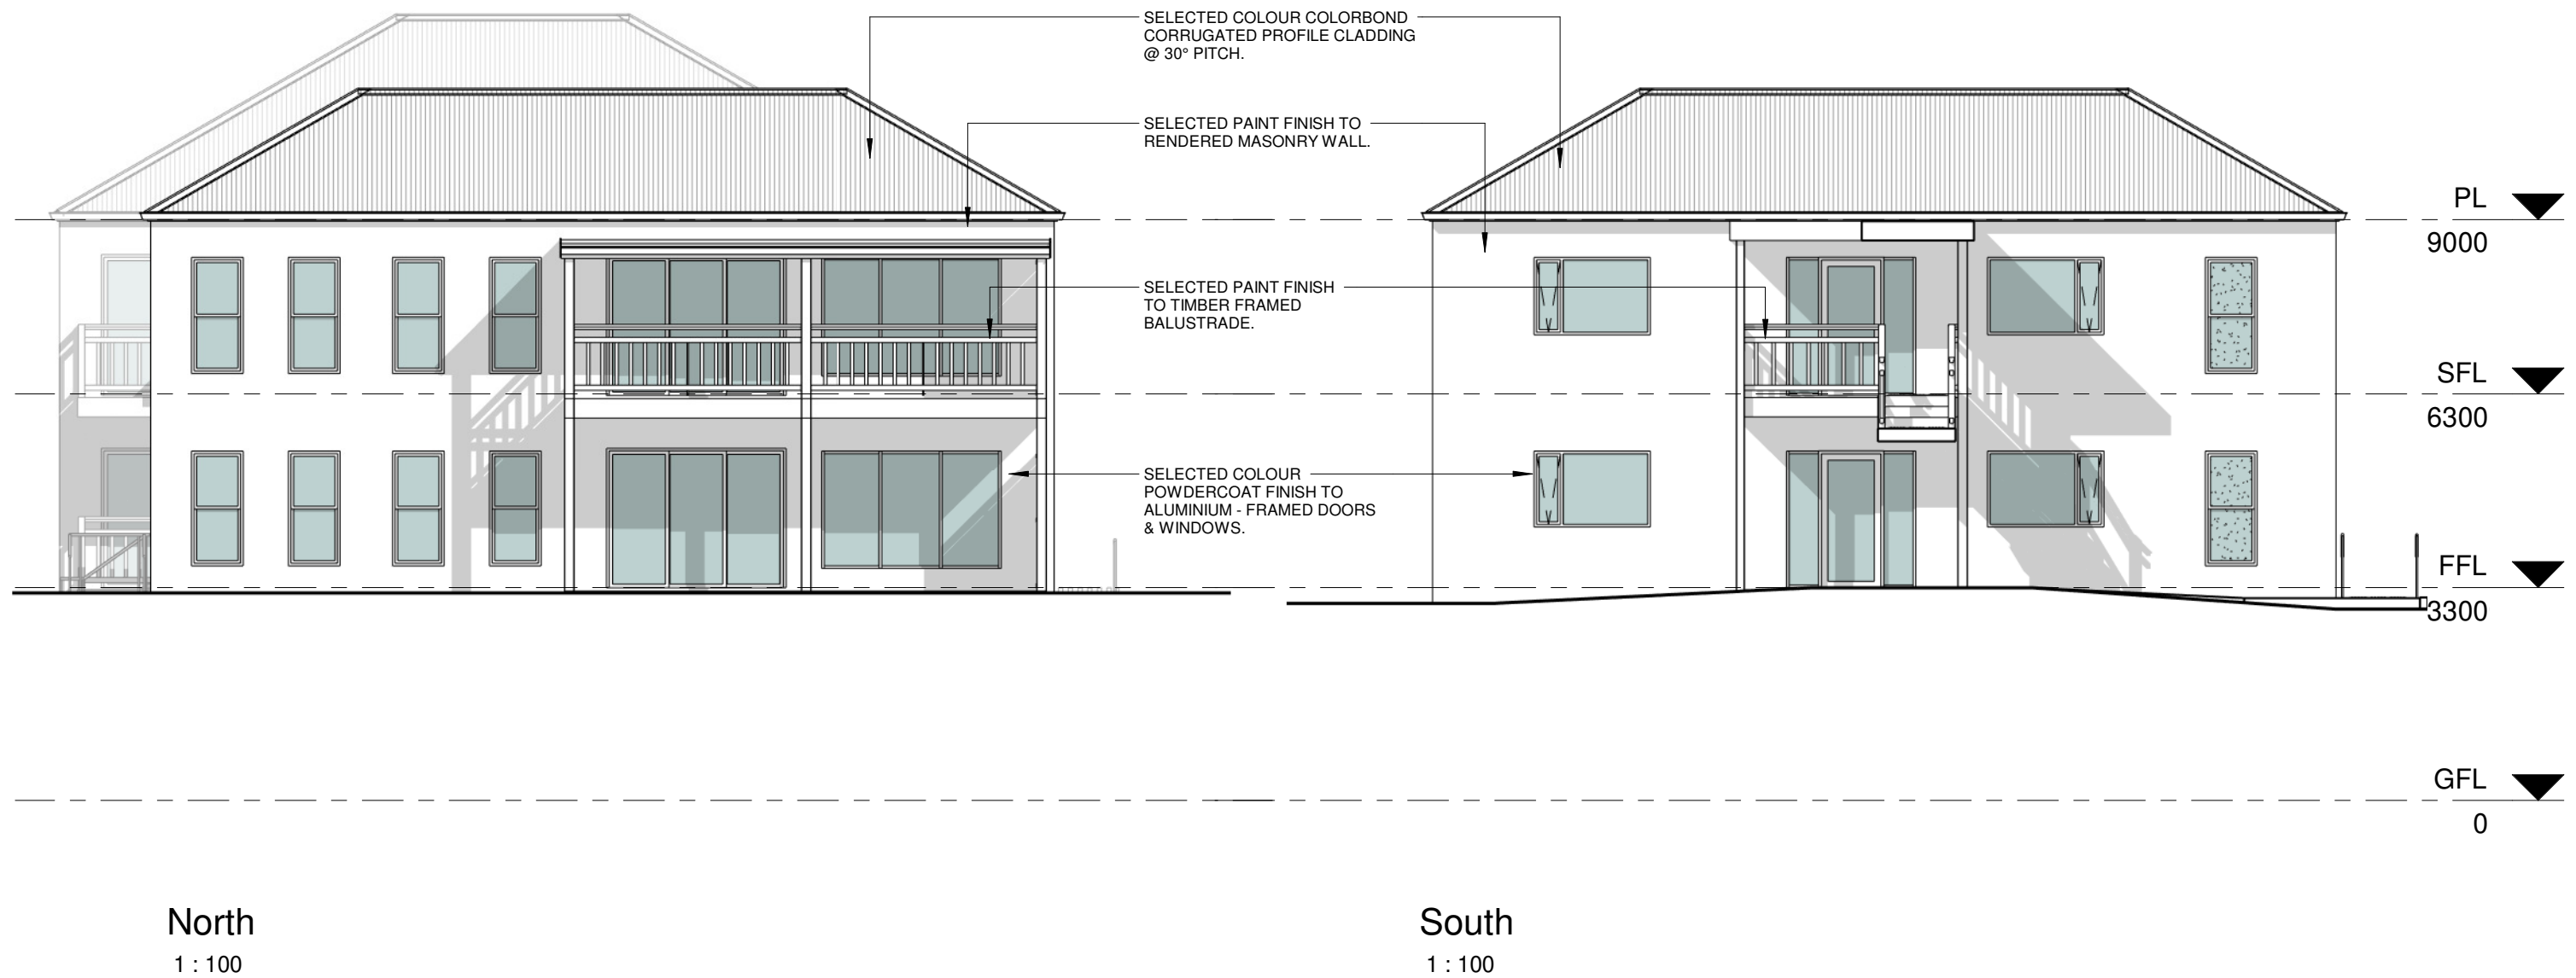 SELECTED COLOUR COLORBOND
CORRUGATED PROFILE CLADDING
@ 30° PITCH.
SELECTED PAINT FINISH TO
RENDERED MASONRY WALL.
PL
9000
SELECTED PAINT FINISH
TO TIMBER FRAMED
BALUSTRADE.
SFL
6300
SELECTED COLOUR
POWDERCOAT FINISH TO
ALUMINIUM - FRAMED DOORS
& WINDOWS.
FFL
3300
GFL
0
North
1 : 100
South
1 : 100